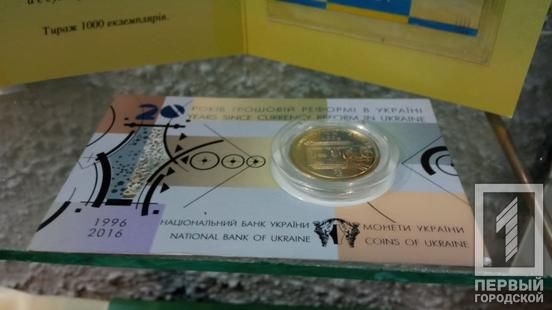 Тираж 1000 екземплярів.
20 РОКІВ ГРОШОВІЙ РЕФОРМІ В УКРАЇНІ
YEARS SINCE CURRENCY REFORM IN UKRAINE
1996
2016
НАЦІОНАЛЬНИЙ БАНК УКРАЇНИ
NATIONAL BANK OF UKRAINE
МОНЕТИ УКРАЇНИ
COINS OF UKRAINE
1
ПЕРВЫЙ
ГОРОДСКОЙ